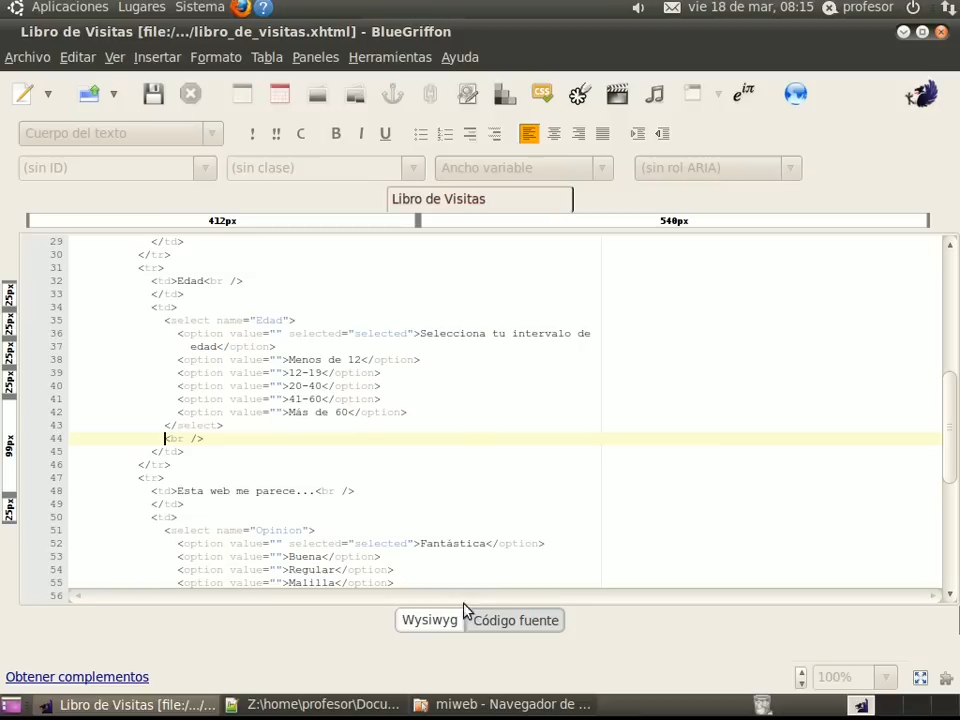 Aplicaciones Lugares Sistema vie 18 de mar, 08:15 profesor
Libro de Visitas [file:/.../libro_de_visitas.xhtml] - BlueGriffon
Archivo Editar Ver Insertar Formato Tabla Paneles Herramientas Ayuda
Cuerpo del texto ! !! C B I U
(sin ID) (sin clase) Ancho variable (sin rol ARIA)
Libro de Visitas
412px 540px
29 </td>
30 </tr>
31 <tr>
32 <td>Edad<br />
33 </td>
34 <td>
35 <select name="Edad">
36 <option value="" selected="selected">Selecciona tu intervalo de
37 edad</option>
38 <option value="">Menos de 12</option>
39 <option value="">12-19</option>
40 <option value="">20-40</option>
41 <option value="">41-60</option>
42 <option value="">Más de 60</option>
43 </select>
44 <br />
45 </td>
46 </tr>
47 <tr>
48 <td>Esta web me parece...<br />
49 </td>
50 <td>
51 <select name="Opinion">
52 <option value="" selected="selected">Fantástica</option>
53 <option value="">Buena</option>
54 <option value="">Regular</option>
55 <option value="">Malilla</option>
56
25px
25px
25px
25px
99px
25px
Wysiwyg Código fuente
Obtener complementos 100%
Libro de Visitas [file:/.../... Z:\home\profesor\Docu... miweb - Navegador de ...